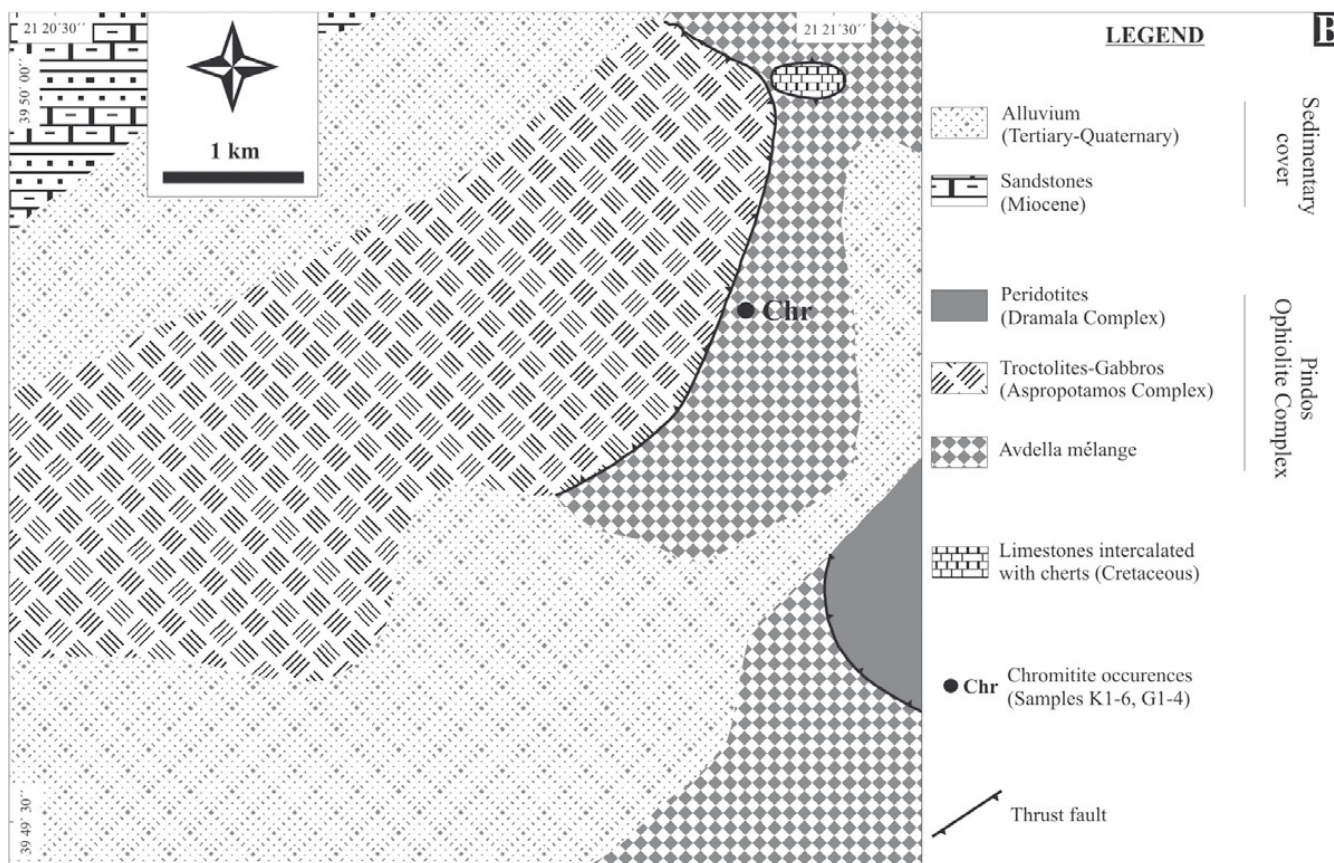 21 20´30´´
21 21´30´´
39 50´ 00´´
39 49´ 30´´
1 km
Chr
LEGEND
B
Alluvium
(Tertiary-Quaternary)
Sandstones
(Miocene)
Sedimentary
cover
Peridotites
(Dramala Complex)
Troctolites-Gabbros
(Aspropotamos Complex)
Avdella mélange
Pindos
Ophiolite Complex
Limestones intercalated
with cherts (Cretaceous)
Chr
Chromitite occurences
(Samples K1-6, G1-4)
Thrust fault